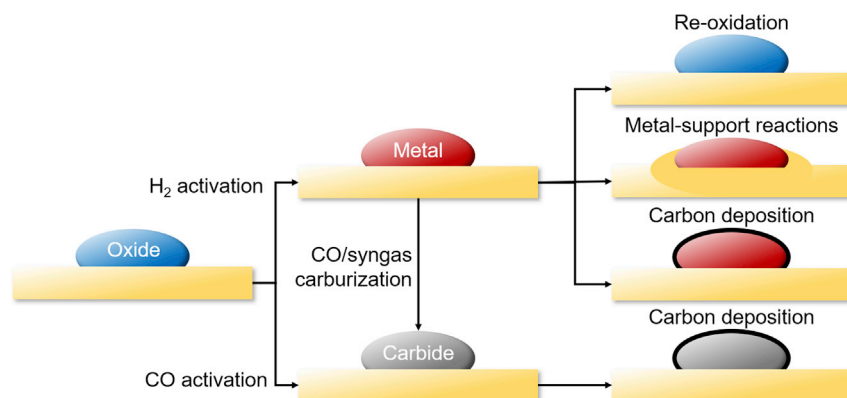 Re-oxidation
Metal-support reactions
Metal
H₂ activation
Carbon deposition
Oxide
CO/syngas
carburization
Carbon deposition
Carbide
CO activation